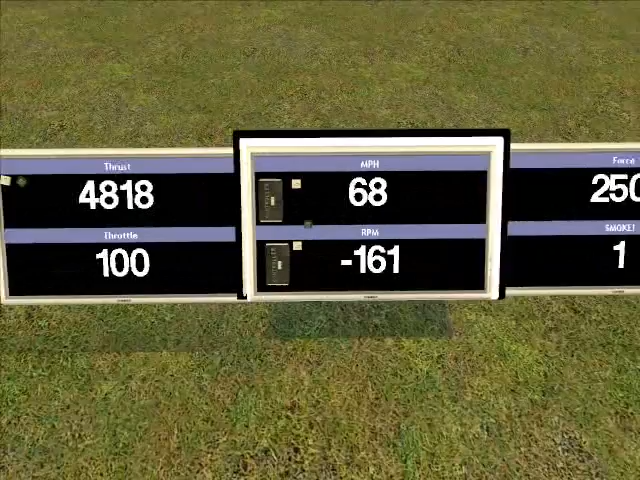 Thrust
4818
Throttle
100
MPH
68
RPM
-161
Force
250
SMOKE!
1